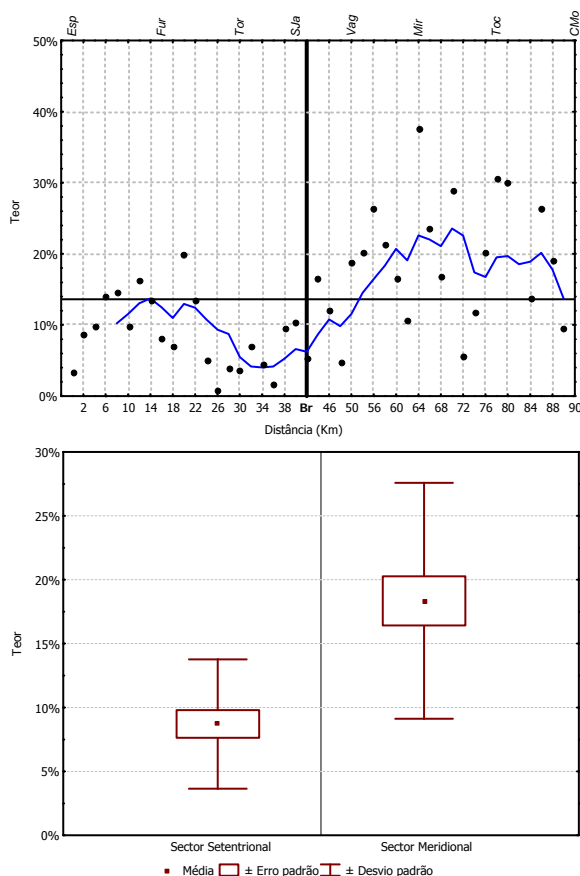 Esp Fur Tor SJa Vag Mir Toc CMo
50%
40%
30%
20%
10%
0%
Teor
2 6 10 14 18 22 26 30 34 38 Br 46 50 56 60 64 68 72 76 80 84 88 90
Distância (Km)
30%
25%
20%
15%
10%
5%
0%
Teor
Sector Setentrional Sector Meridional
Média ± Erro padrão ± Desvio padrão